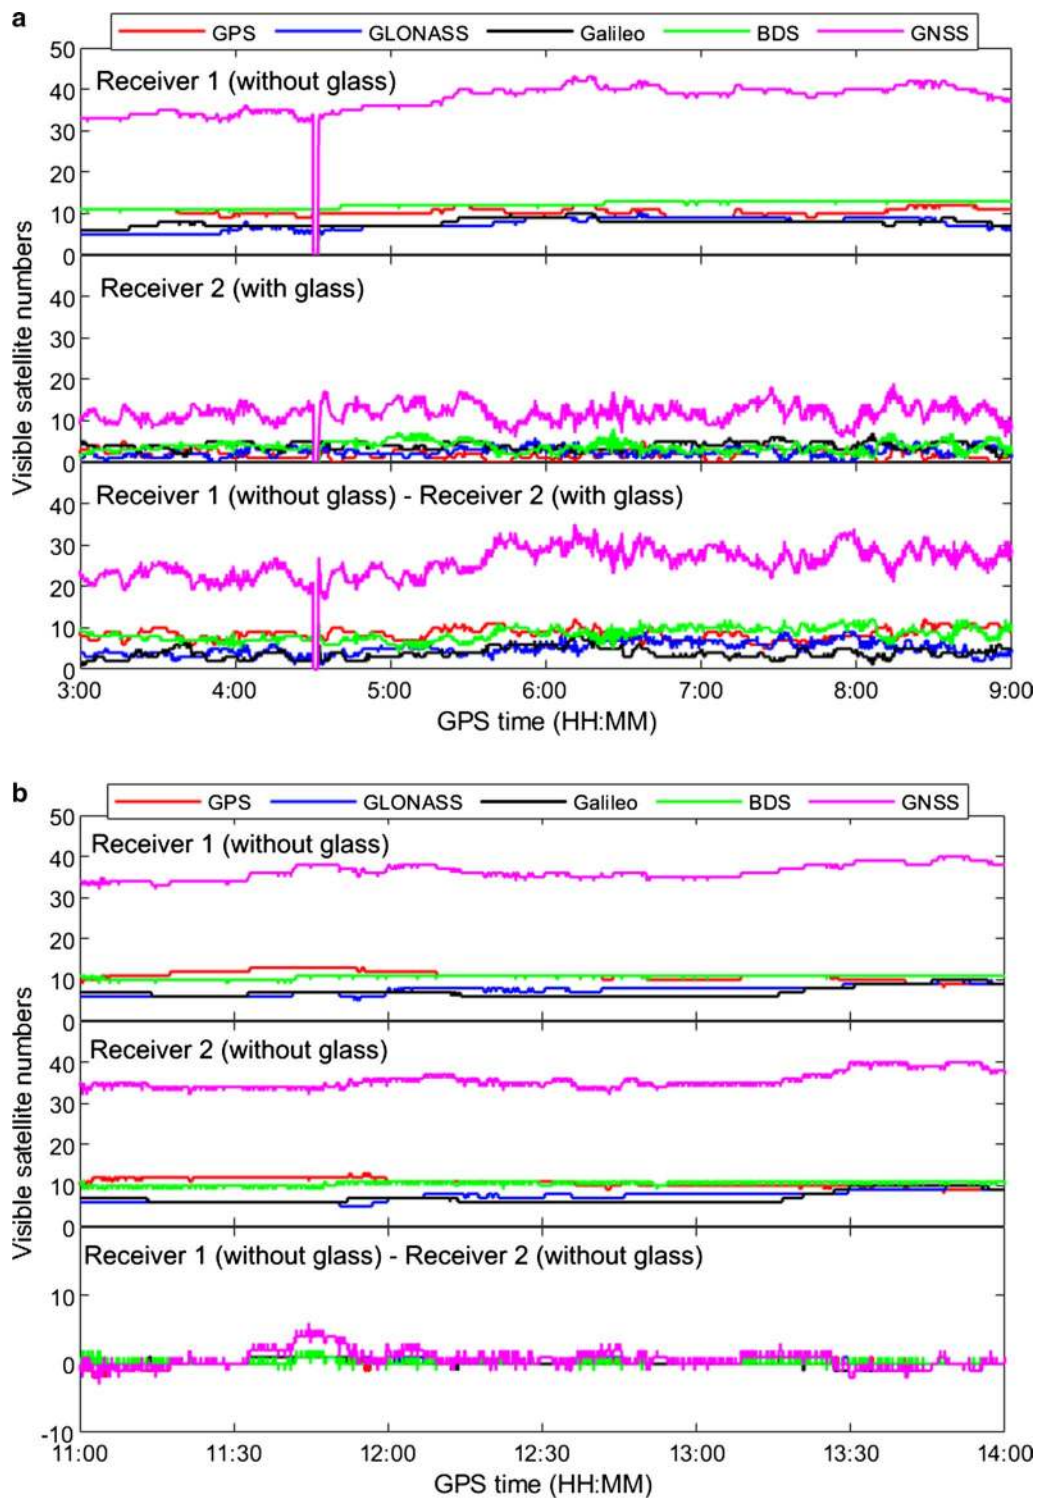 a
GPS GLONASS Galileo BDS GNSS
50
Receiver 1 (without glass)
40
30
20
10
0
Receiver 2 (with glass)
40
30
20
10
0
Receiver 1 (without glass) - Receiver 2 (with glass)
40
30
20
10
0
Visible satellite numbers
3:00 4:00 5:00 6:00 7:00 8:00 9:00
GPS time (HH:MM)
b
GPS GLONASS Galileo BDS GNSS
50
Receiver 1 (without glass)
40
30
20
10
0
Receiver 2 (without glass)
40
30
20
10
0
Receiver 1 (without glass) - Receiver 2 (without glass)
10
0
-10
Visible satellite numbers
11:00 11:30 12:00 12:30 13:00 13:30 14:00
GPS time (HH:MM)